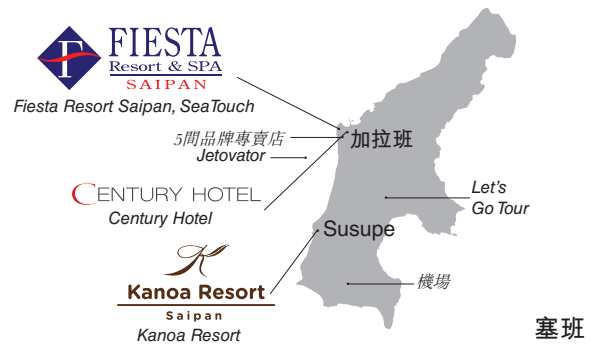 F
FIESTA
Resort & SPA
SAIPAN
Fiesta Resort Saipan, SeaTouch
5間品牌專賣店
加拉班
Jetovator
CENTURY HOTEL
Century Hotel
Let's
Go Tour
Susupe
K
Kanoa Resort
Saipan
Kanoa Resort
機場
塞班